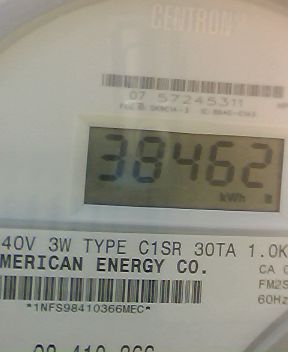 CENTRON
07 57245311
38462
kWh
40V 3W TYPE C1SR 30TA 1.0K
MERICAN ENERGY CO.
CA 0
FM2S
60Hz
*1NFS98410366MEC*